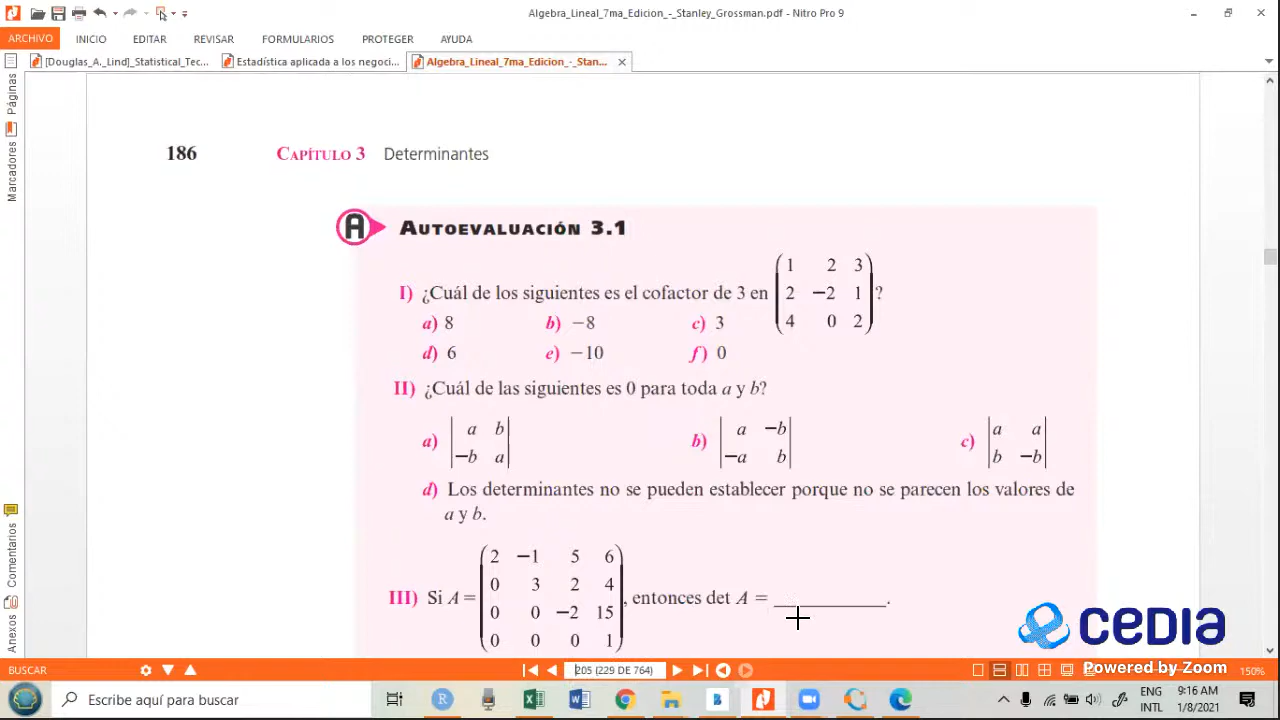 Algebra_Lineal_7ma_Edicion_-_Stanley_Grossman.pdf - Nitro Pro 9
ARCHIVO INICIO EDITAR REVISAR FORMULARIOS PROTEGER AYUDA
[Douglas_A._Lind]_Statistical_Tec... Estadística aplicada a los negoci... Algebra_Lineal_7ma_Edicion_-_Stan...
Páginas
Marcadores
Comentarios
Anexos
186 CAPÍTULO 3 Determinantes
A AUTOEVALUACIÓN 3.1
I) ¿Cuál de los siguientes es el cofactor de 3 en (1 2 3
2 -2 1
4 0 2)?
a) 8 b) −8 c) 3
d) 6 e) −10 f) 0
II) ¿Cuál de las siguientes es 0 para toda a y b?
a) |a b
−b a| b) |a −b
−a b| c) |a a
b −b|
d) Los determinantes no se pueden establecer porque no se parecen los valores de
a y b.
III) Si A = (2 −1 5 6
0 3 2 4
0 0 −2 15
0 0 0 1), entonces det A = __________.
cedia
Powered by Zoom
BUSCAR 205 (229 DE 764) 150%
Escribe aquí para buscar
ENG
INTL
9:16 AM
1/8/2021